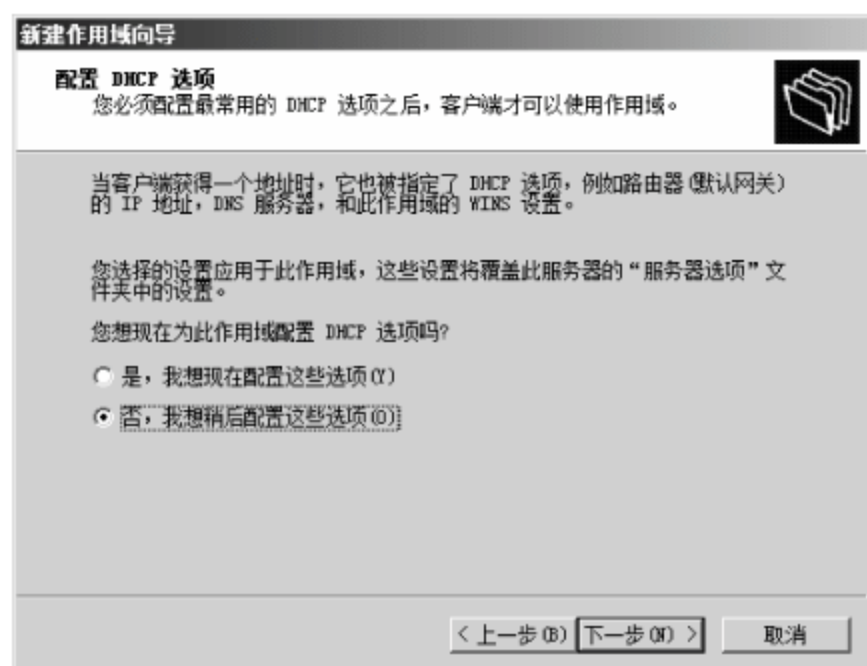 新建作用域向导
配置 DHCP 选项
您必须配置最常用的 DHCP 选项之后，客户端才可以使用作用域。
当客户端获得一个地址时，它也被指定了 DHCP 选项，例如路由器(默认网关)
的 IP 地址，DNS 服务器，和此作用域的 WINS 设置。
您选择的设置应用于此作用域，这些设置将覆盖此服务器的“服务器选项”文
件夹中的设置。
您想现在为此作用域配置 DHCP 选项吗?
是，我想现在配置这些选项(Y)
否，我想稍后配置这些选项(O)
< 上一步(B) 下一步(N) > 取消